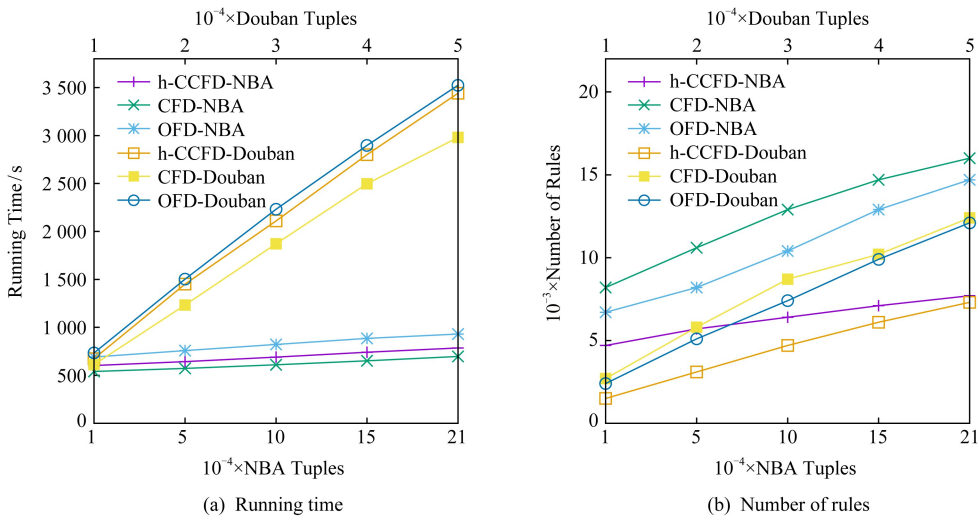 10⁻⁴×Douban Tuples
1 2 3 4 5
h-CCFD-NBA
CFD-NBA
OFD-NBA
h-CCFD-Douban
CFD-Douban
OFD-Douban
Running Time/s
3 500
3 000
2 500
2 000
1 500
1 000
500
0
1 5 10 15 21
10⁻⁴×NBA Tuples
(a) Running time
10⁻⁴×Douban Tuples
1 2 3 4 5
h-CCFD-NBA
CFD-NBA
OFD-NBA
h-CCFD-Douban
CFD-Douban
OFD-Douban
10⁻³×Number of Rules
20
15
10
5
0
1 5 10 15 21
10⁻⁴×NBA Tuples
(b) Number of rules